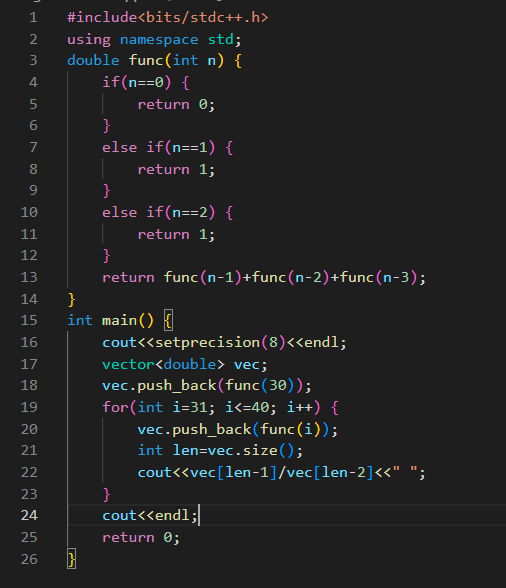 1 #include<bits/stdc++.h>
2 using namespace std;
3 double func(int n) {
4     if(n==0) {
5         return 0;
6     }
7     else if(n==1) {
8         return 1;
9     }
10     else if(n==2) {
11         return 1;
12     }
13     return func(n-1)+func(n-2)+func(n-3);
14 }
15 int main() {
16     cout<<setprecision(8)<<endl;
17     vector<double> vec;
18     vec.push_back(func(30));
19     for(int i=31; i<=40; i++) {
20         vec.push_back(func(i));
21         int len=vec.size();
22         cout<<vec[len-1]/vec[len-2]<<" ";
23     }
24     cout<<endl;
25     return 0;
26 }